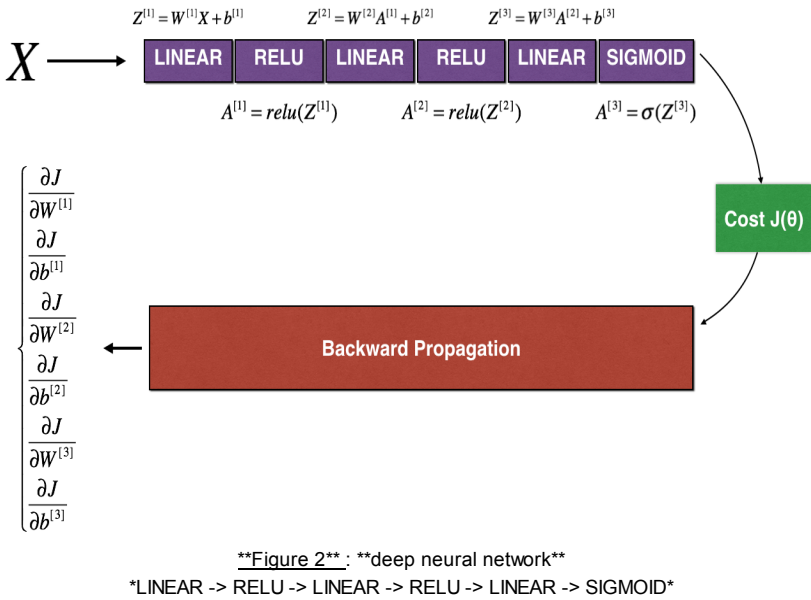 Z^[1] = W^[1]X + b^[1] Z^[2] = W^[2]A^[1] + b^[2] Z^[3] = W^[3]A^[2] + b^[3]
X LINEAR RELU LINEAR RELU LINEAR SIGMOID
A^[1] = relu(Z^[1]) A^[2] = relu(Z^[2]) A^[3] = σ(Z^[3])
Cost J(θ)
∂J/∂W^[1]
∂J/∂b^[1]
∂J/∂W^[2]
∂J/∂b^[2]
∂J/∂W^[3]
∂J/∂b^[3]
Backward Propagation
**Figure 2** : **deep neural network**
*LINEAR -> RELU -> LINEAR -> RELU -> LINEAR -> SIGMOID*